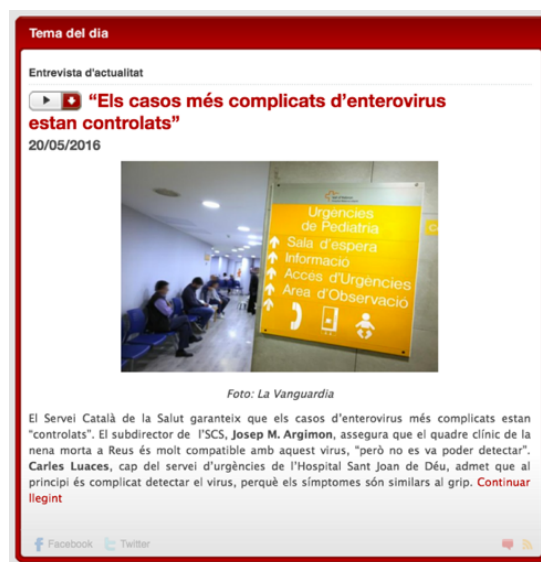 Tema del dia
Entrevista d'actualitat
“Els casos més complicats d’enterovirus
estan controlats”
20/05/2016
Urgències
de Pediatria
Sala d'espera
Informació
Accés d'Urgències
Àrea d'Observació
Foto: La Vanguardia
El Servei Català de la Salut garanteix que els casos d’enterovirus més complicats estan
“controlats”. El subdirector de l’SCS, Josep M. Argimon, assegura que el quadre clínic de la
nena morta a Reus és molt compatible amb aquest virus, “però no es va poder detectar”.
Carles Luaces, cap del servei d’urgències de l’Hospital Sant Joan de Déu, admet que al
principi és complicat detectar el virus, perquè els símptomes són similars al grip. Continuar
llegint
Facebook Twitter